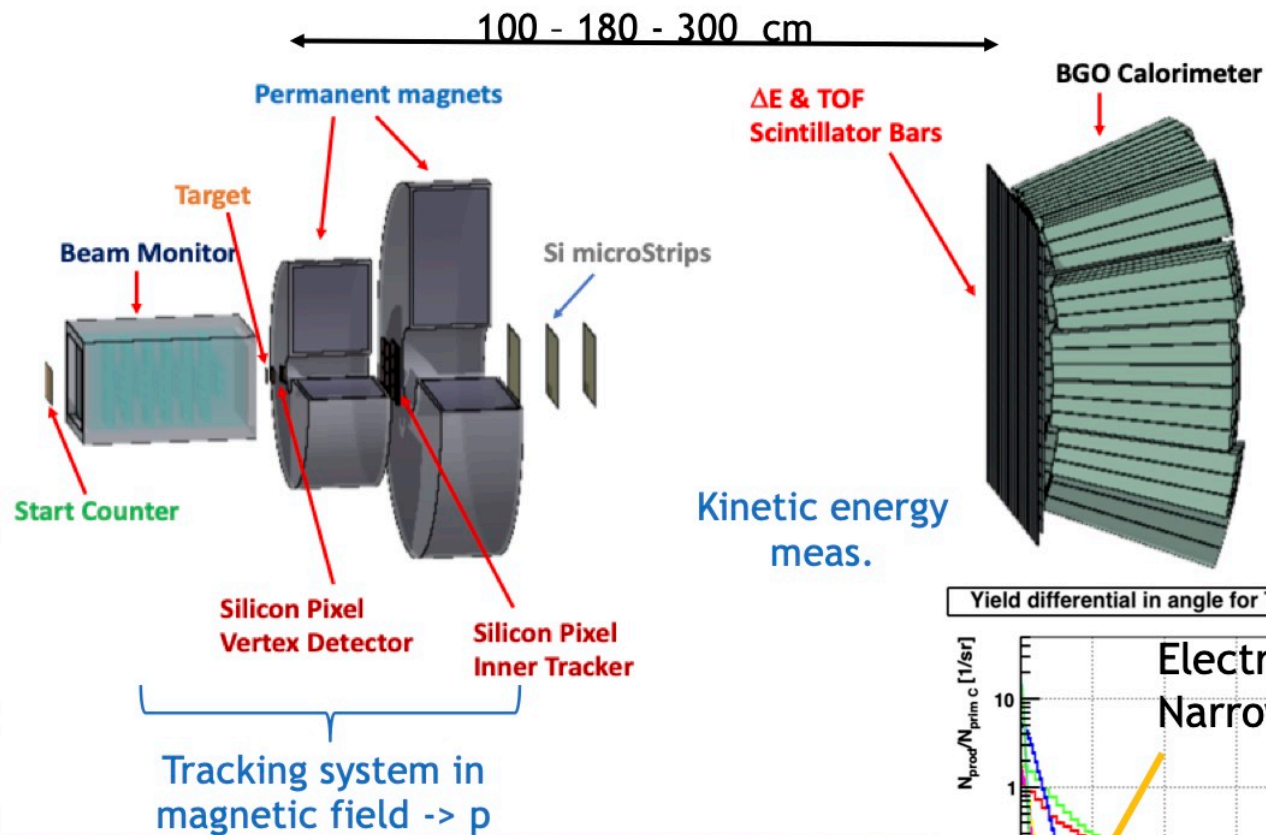 100 – 180 - 300 cm
BGO Calorimeter
Permanent magnets
ΔE & TOF
Scintillator Bars
Target
Beam Monitor
Si microStrips
Start Counter
Kinetic energy
meas.
Silicon Pixel
Vertex Detector
Silicon Pixel
Inner Tracker
Tracking system in
magnetic field -> p
Yield differential in angle for
N_prod/N_prim C [1/sr]
10
1